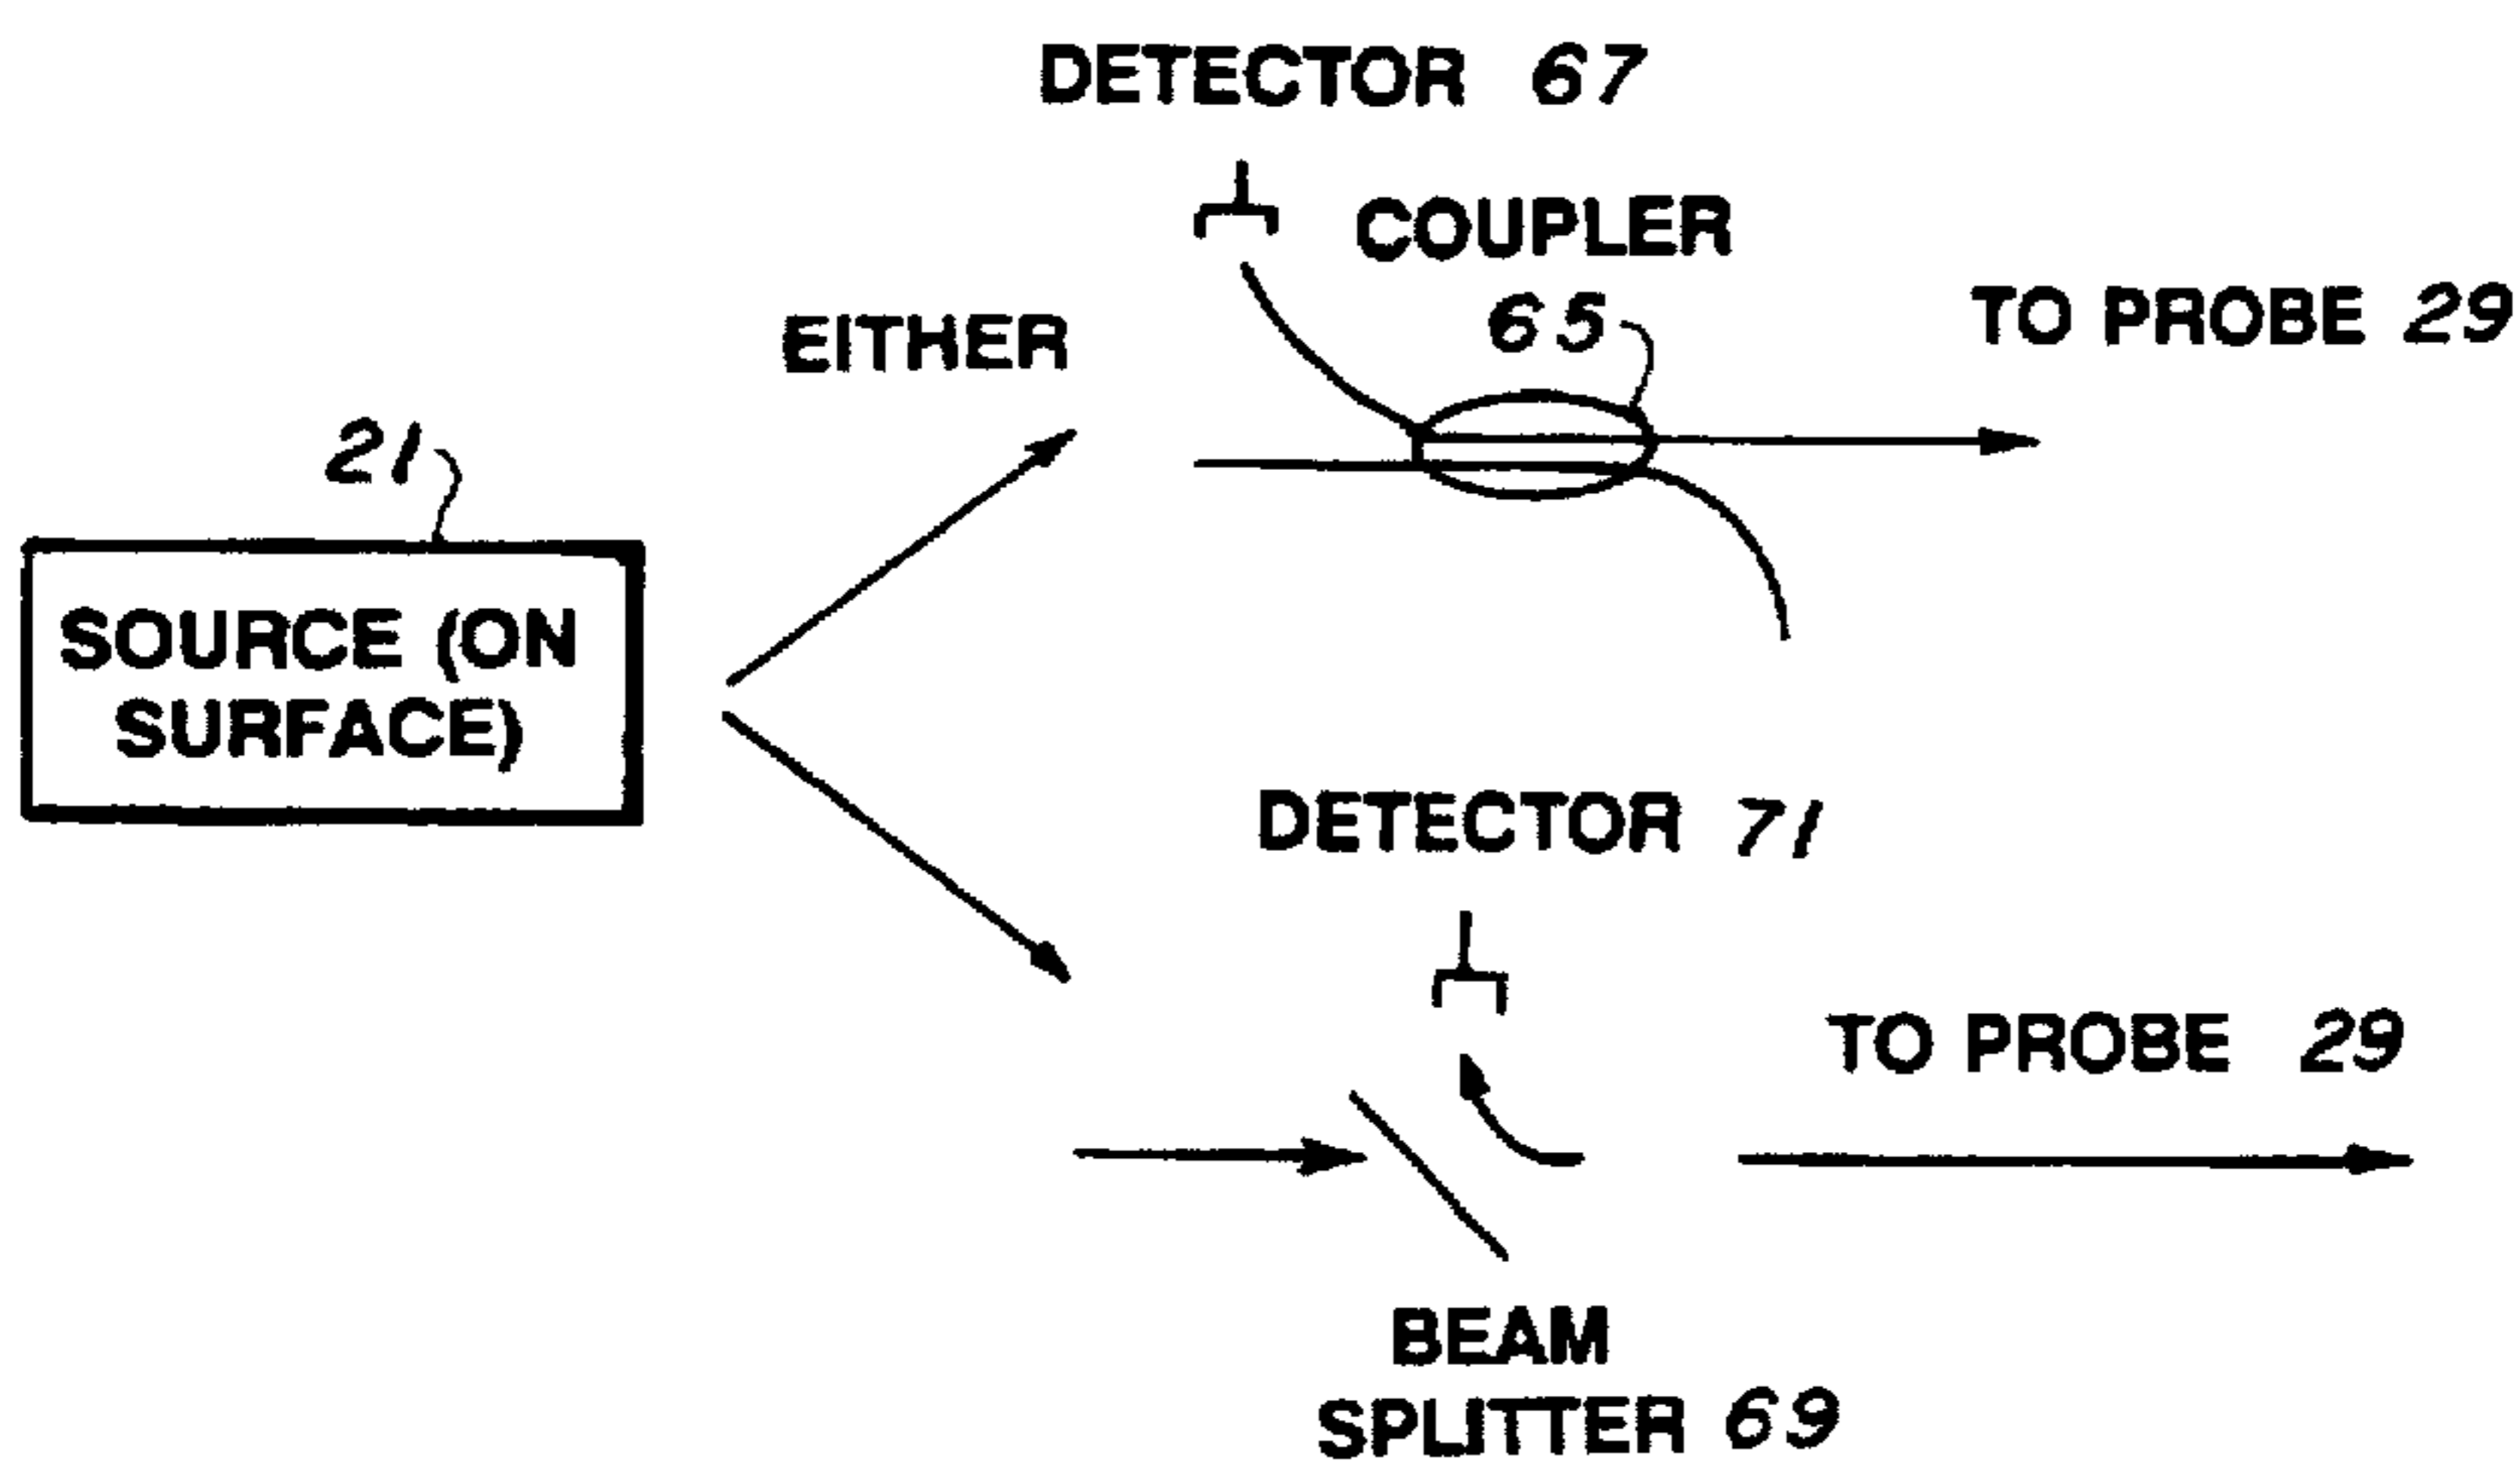 DETECTOR 67
COUPLER
65
TO PROBE 29
EITHER
21
SOURCE (ON
SURFACE)
DETECTOR 71
TO PROBE 29
BEAM
SPLITTER 69